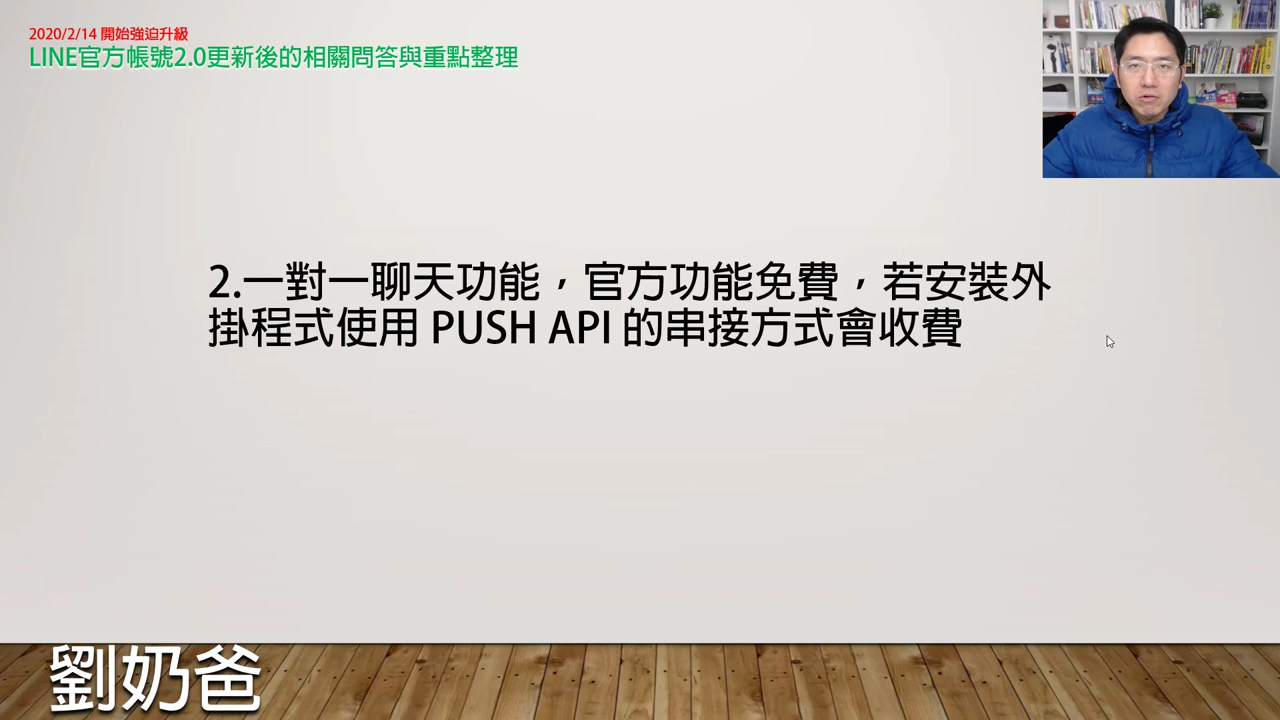 2020/2/14 開始強迫升級
LINE官方帳號2.0更新後的相關問答與重點整理
2.一對一聊天功能，官方功能免費，若安裝外
掛程式使用 PUSH API 的串接方式會收費
劉奶爸